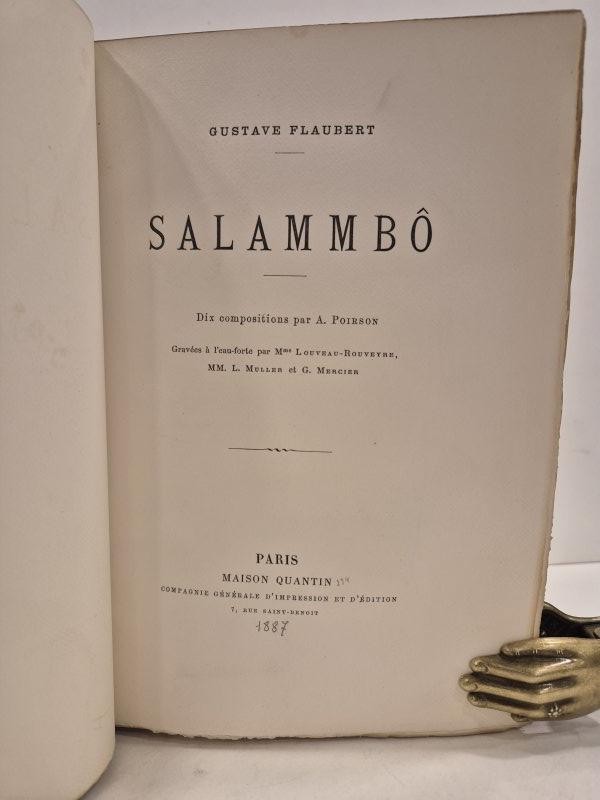 GUSTAVE FLAUBERT
SALAMMBÔ
Dix compositions par A. POIRSON
Gravées à l'eau-forte par Mme LOUVEAU-ROUVEYRE,
MM. L. MULLER et G. MERCIER
PARIS
MAISON QUANTIN
COMPAGNIE GÉNÉRALE D'IMPRESSION ET D'ÉDITION
7, RUE SAINT-BENOIT
1887